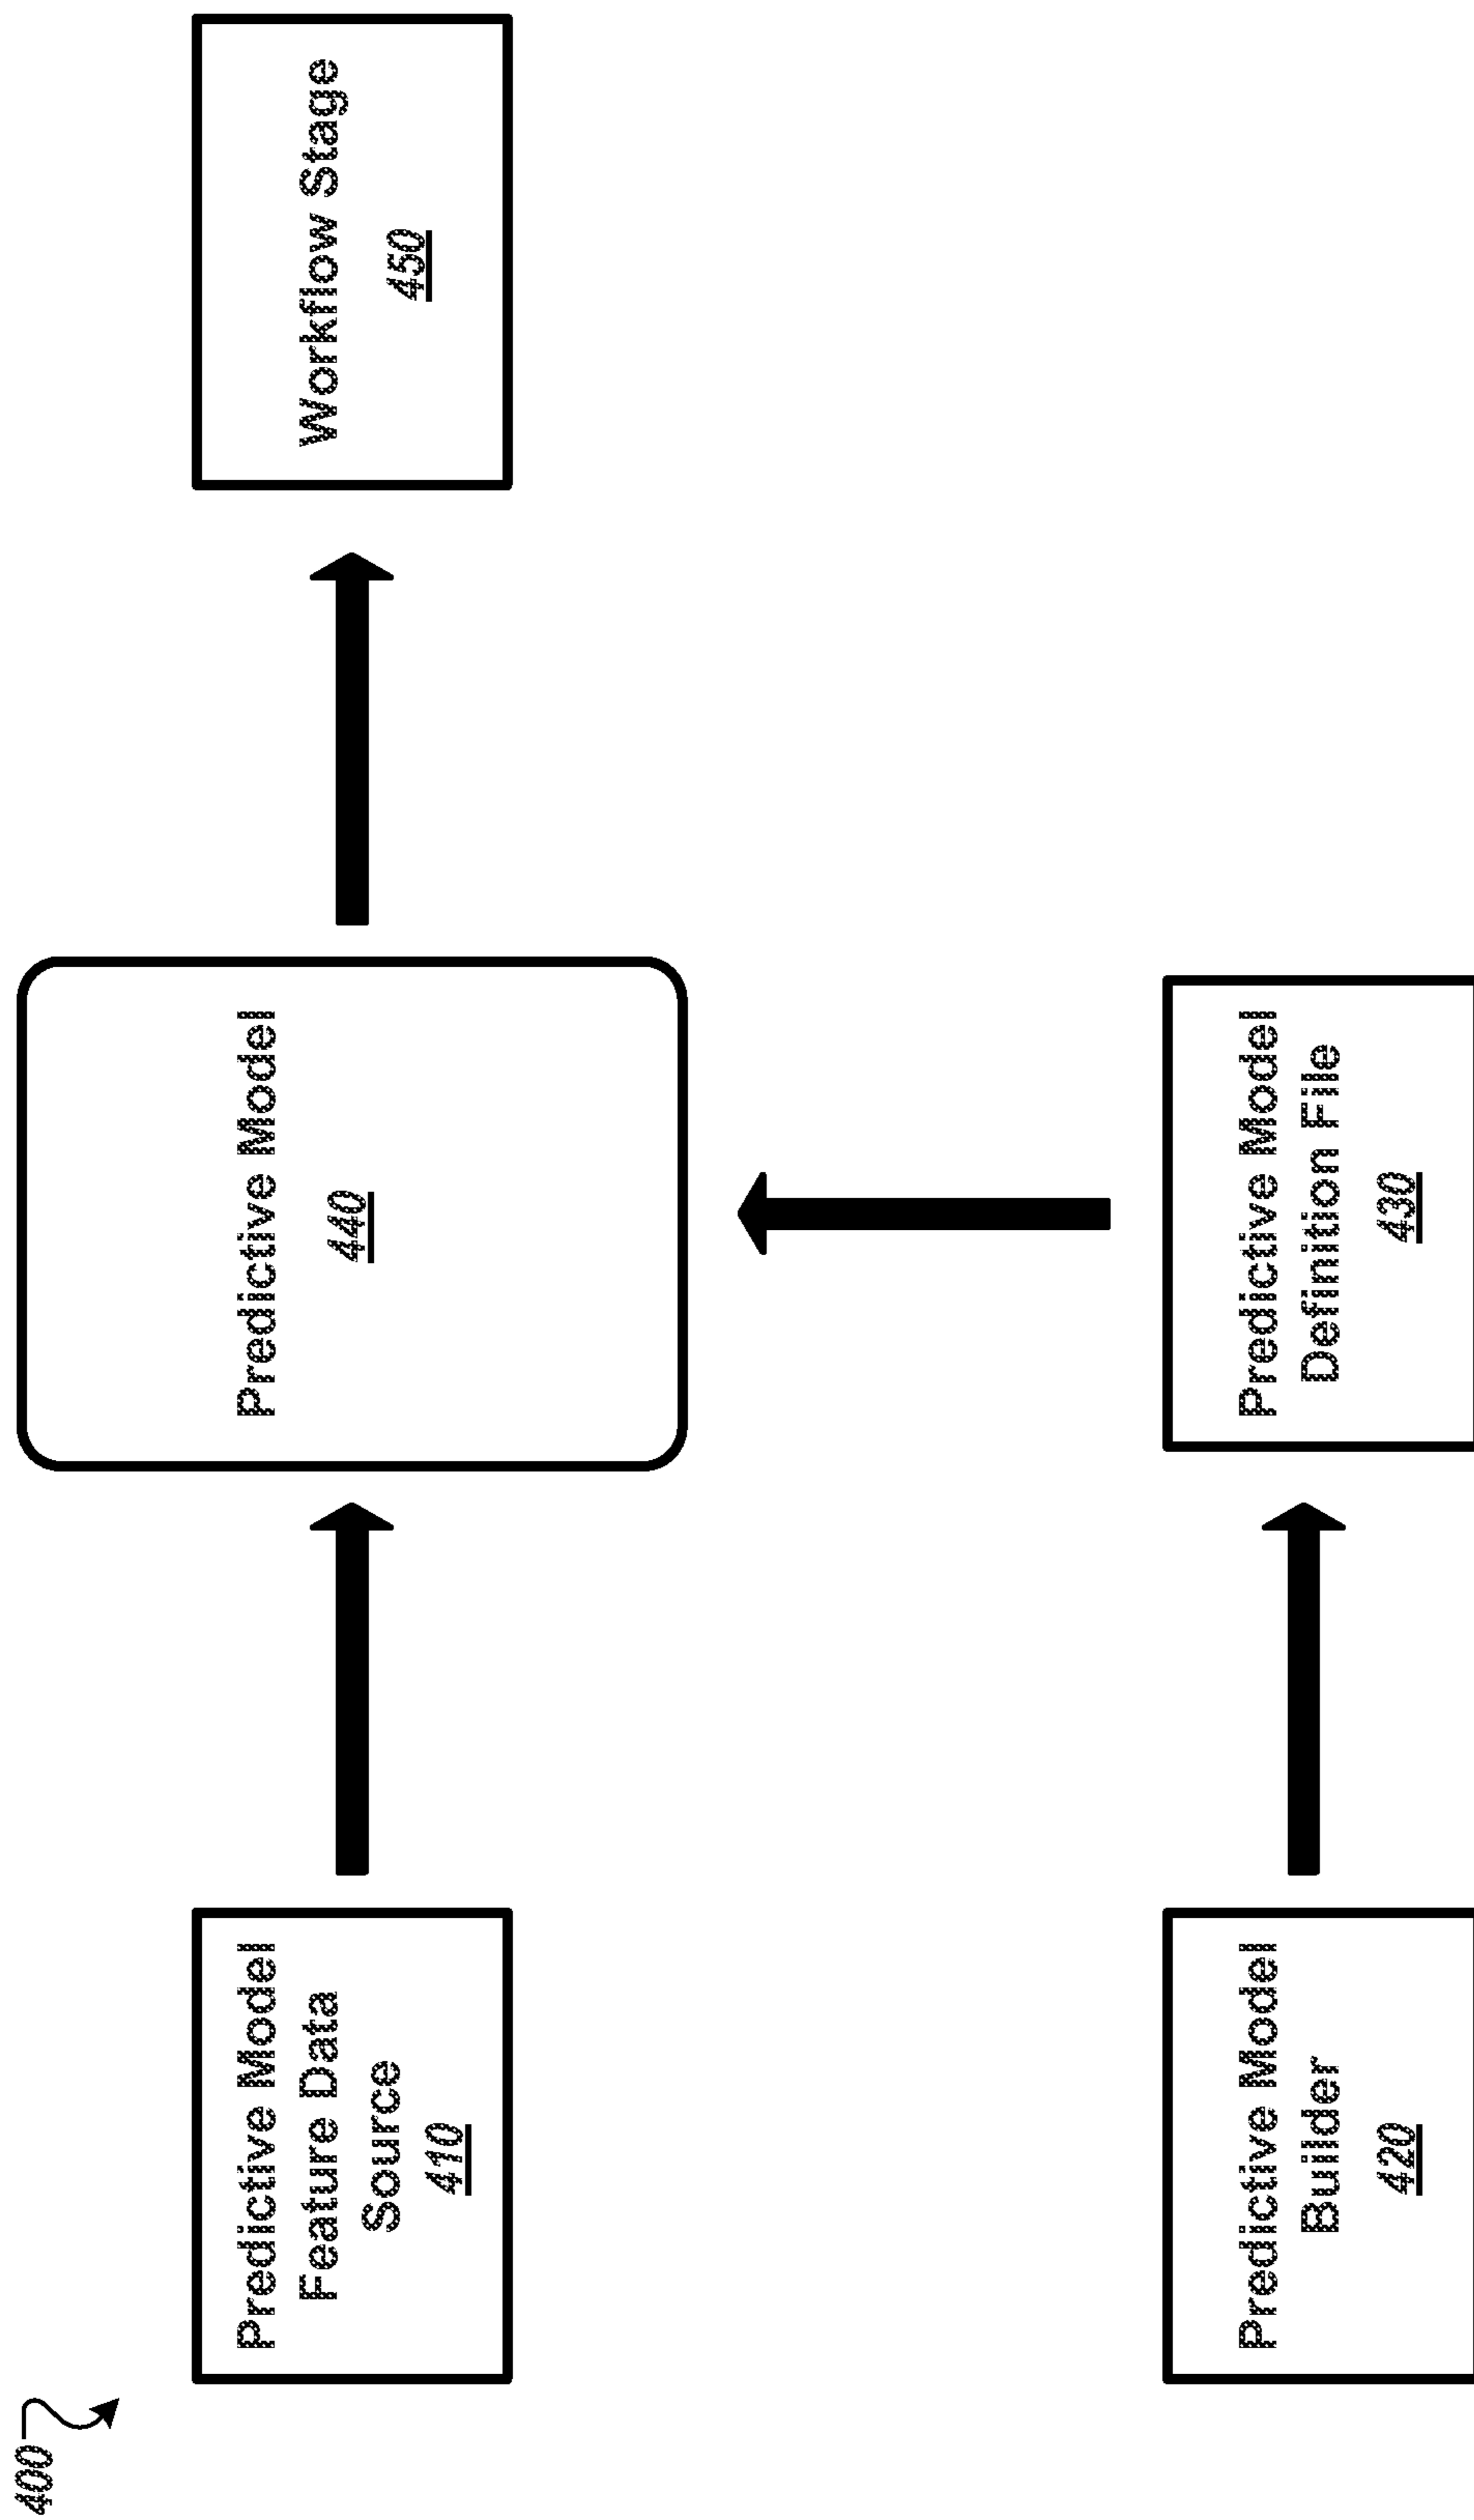 400
Predictive Model
Feature Data
Source
410
Predictive Model
440
Workflow Stage
450
Predictive Model
Builder
420
Predictive Model
Definition File
430